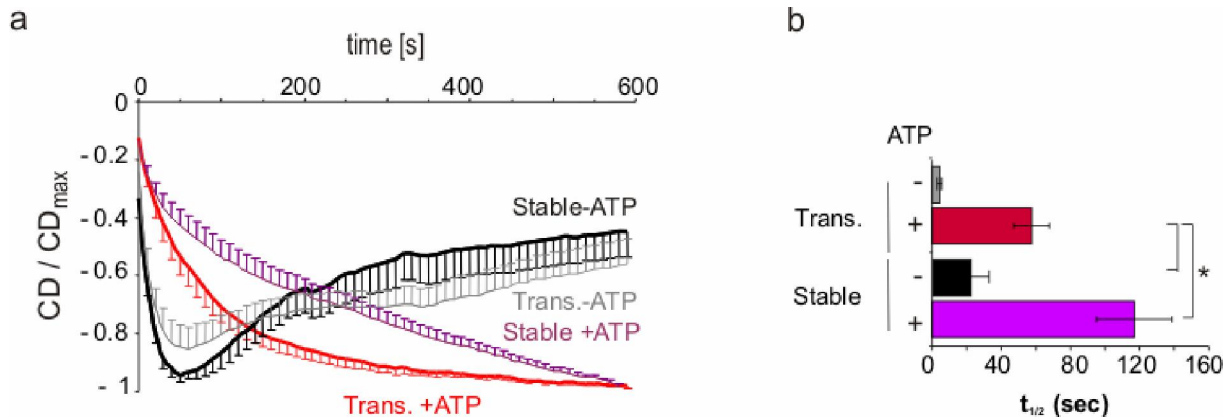 a
time [s]
0 200 400 600
0
- 0.2
- 0.4
- 0.6
- 0.8
- 1
CD / CDmax
Stable-ATP
Trans.-ATP
Stable +ATP
Trans. +ATP
b
ATP
Trans.
-
+
Stable
-
+
*
0 40 80 120 160
t1/2 (sec)